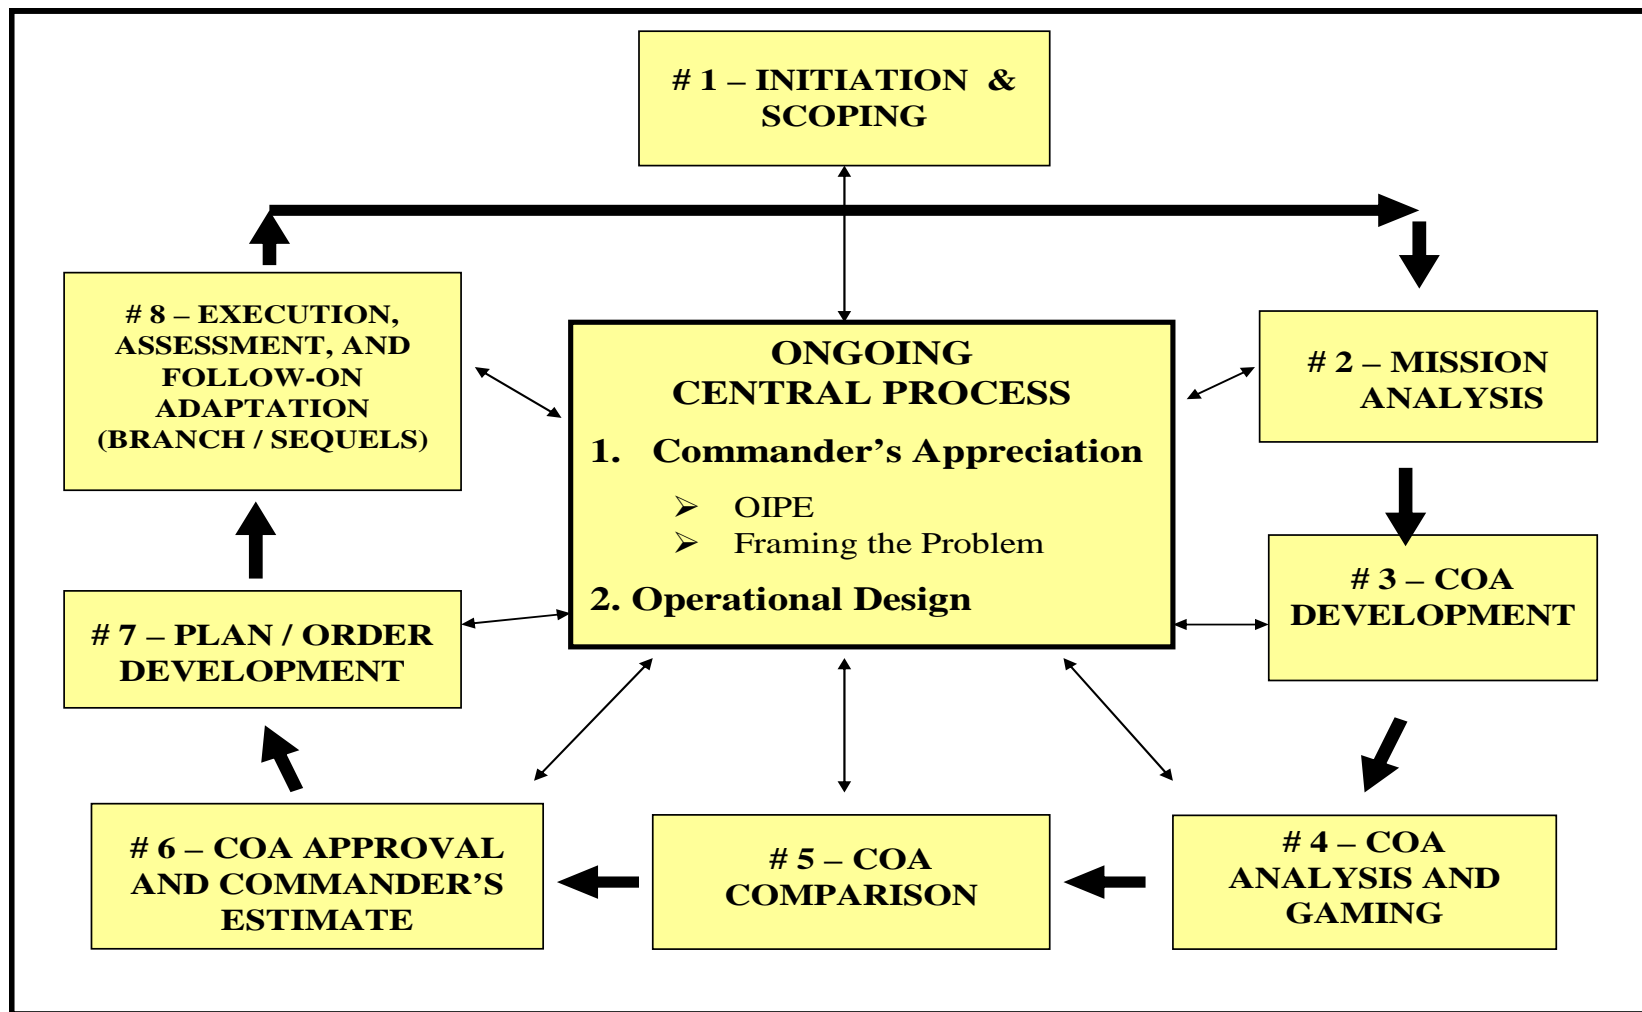 # 1 – INITIATION &
SCOPING
# 8 – EXECUTION,
ASSESSMENT, AND
FOLLOW-ON
ADAPTATION
(BRANCH / SEQUELS)
ONGOING
CENTRAL PROCESS
1. Commander’s Appreciation
➢ OIPE
➢ Framing the Problem
2. Operational Design
# 2 – MISSION
ANALYSIS
# 3 – COA
DEVELOPMENT
# 7 – PLAN / ORDER
DEVELOPMENT
# 6 – COA APPROVAL
AND COMMANDER’S
ESTIMATE
# 5 – COA
COMPARISON
# 4 – COA
ANALYSIS AND
GAMING